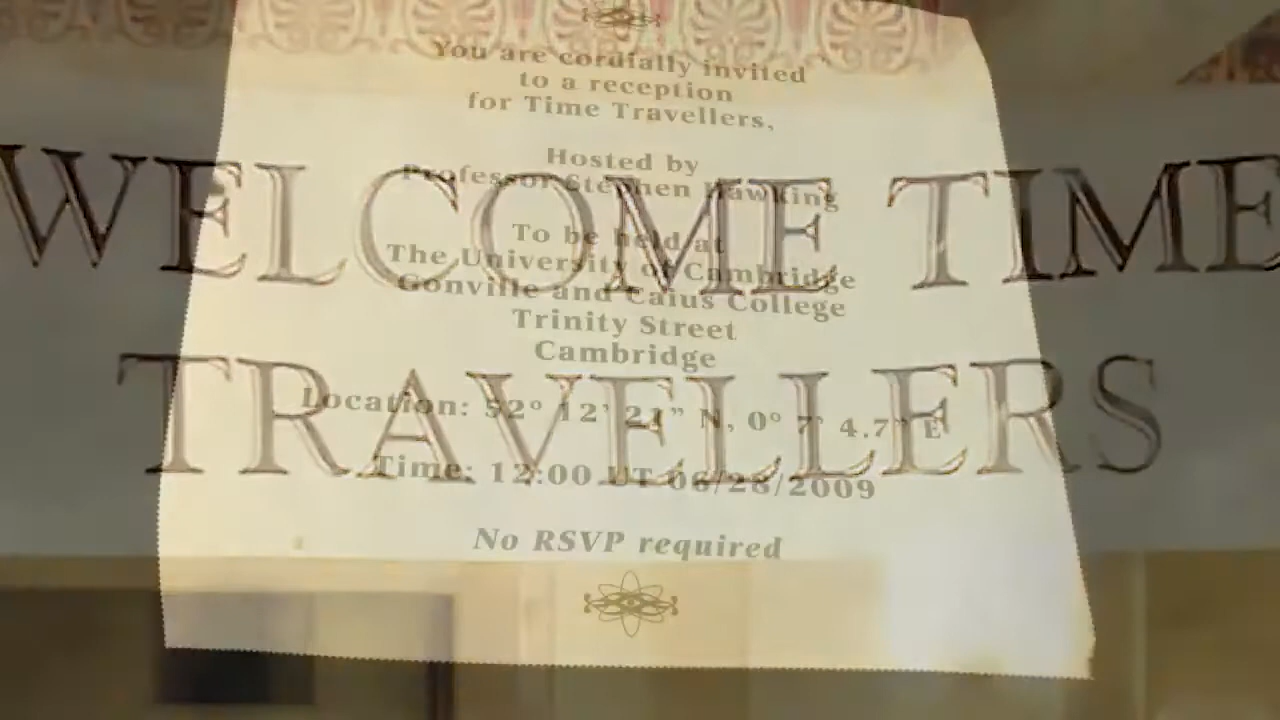 You are cordially invited
to a reception
for Time Travellers,
Hosted by
Professor Stephen Hawking
To be held at
The University of Cambridge
Gonville and Caius College
Trinity Street
Cambridge
Location: 52° 12' 21" N, 0° 7' 4.7" E
Time: 12:00 UT 06/28/2009
No RSVP required
WELCOME TIME
TRAVELLERS